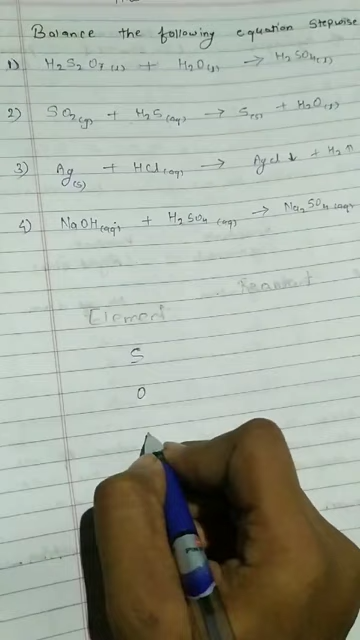 Balance the following equation Stepwise
1) H2S2O7(l) + H2O(l) → H2SO4(l)
2) SO2(g) + H2S(aq) → S(s) + H2O(l)
3) Ag(s) + HCl(aq) → AgCl↓ + H2↑
4) NaOH(aq) + H2SO4(aq) → Na2SO4(aq)
Element Reactant
S
O